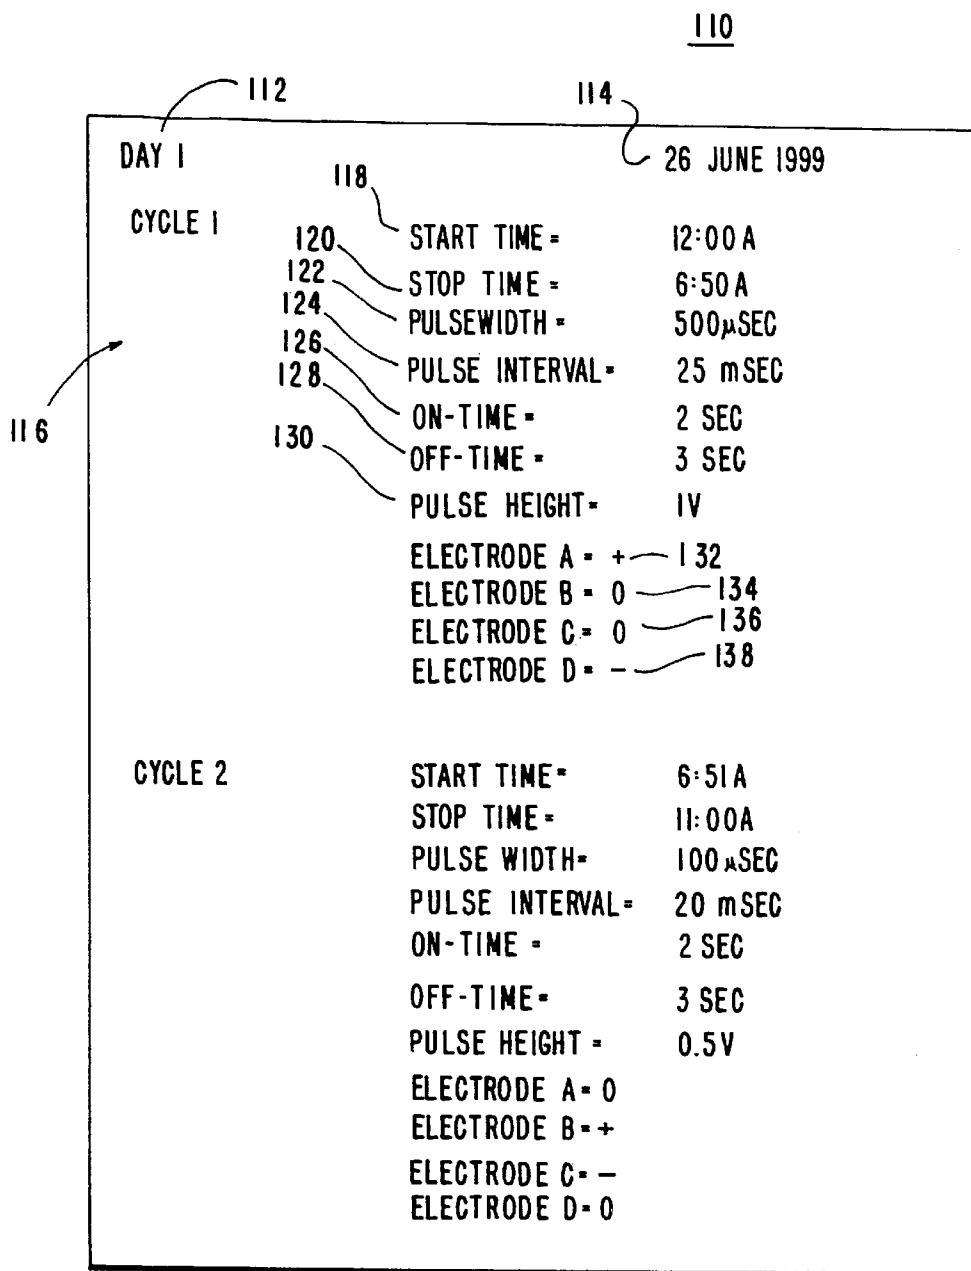 110
112 114
DAY 1 26 JUNE 1999
118
CYCLE 1 START TIME= 12:00A
120
STOP TIME = 6:50A
122
PULSEWIDTH = 500µSEC
124
PULSE INTERVAL= 25 mSEC
126
ON-TIME = 2 SEC
128
116
OFF-TIME = 3 SEC
130
PULSE HEIGHT= 1V
ELECTRODE A = + 132
ELECTRODE B = 0 134
ELECTRODE C= 0 136
ELECTRODE D= - 138
CYCLE 2 START TIME= 6:51A
STOP TIME = 11:00A
PULSE WIDTH= 100µSEC
PULSE INTERVAL= 20 mSEC
ON-TIME = 2 SEC
OFF-TIME= 3 SEC
PULSE HEIGHT = 0.5V
ELECTRODE A= 0
ELECTRODE B= +
ELECTRODE C= -
ELECTRODE D= 0